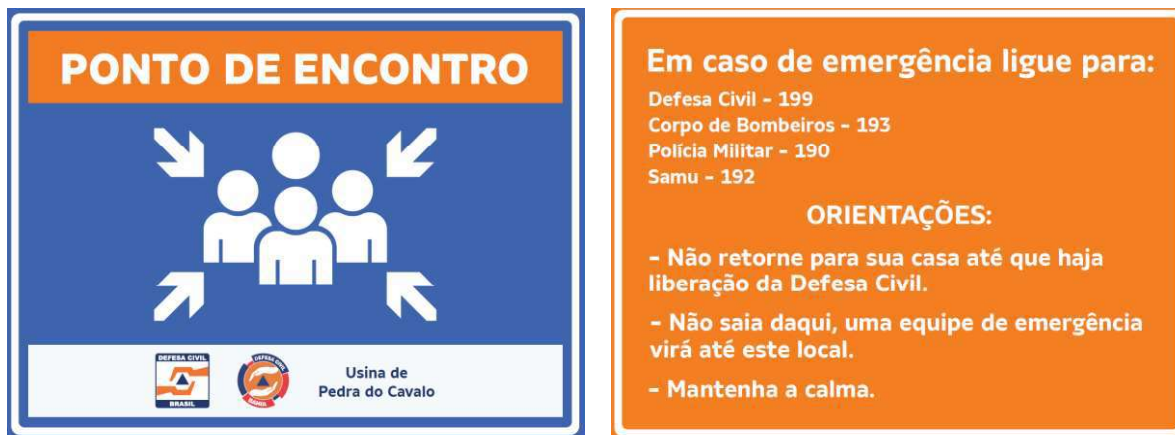 PONTO DE ENCONTRO
DEFESA CIVIL
BRASIL
DEFESA CIVIL
BAHIA
Usina de
Pedra do Cavalo
Em caso de emergência ligue para:
Defesa Civil - 199
Corpo de Bombeiros - 193
Polícia Militar - 190
Samu - 192
ORIENTAÇÕES:
- Não retorne para sua casa até que haja
liberação da Defesa Civil.
- Não saia daqui, uma equipe de emergência
virá até este local.
- Mantenha a calma.